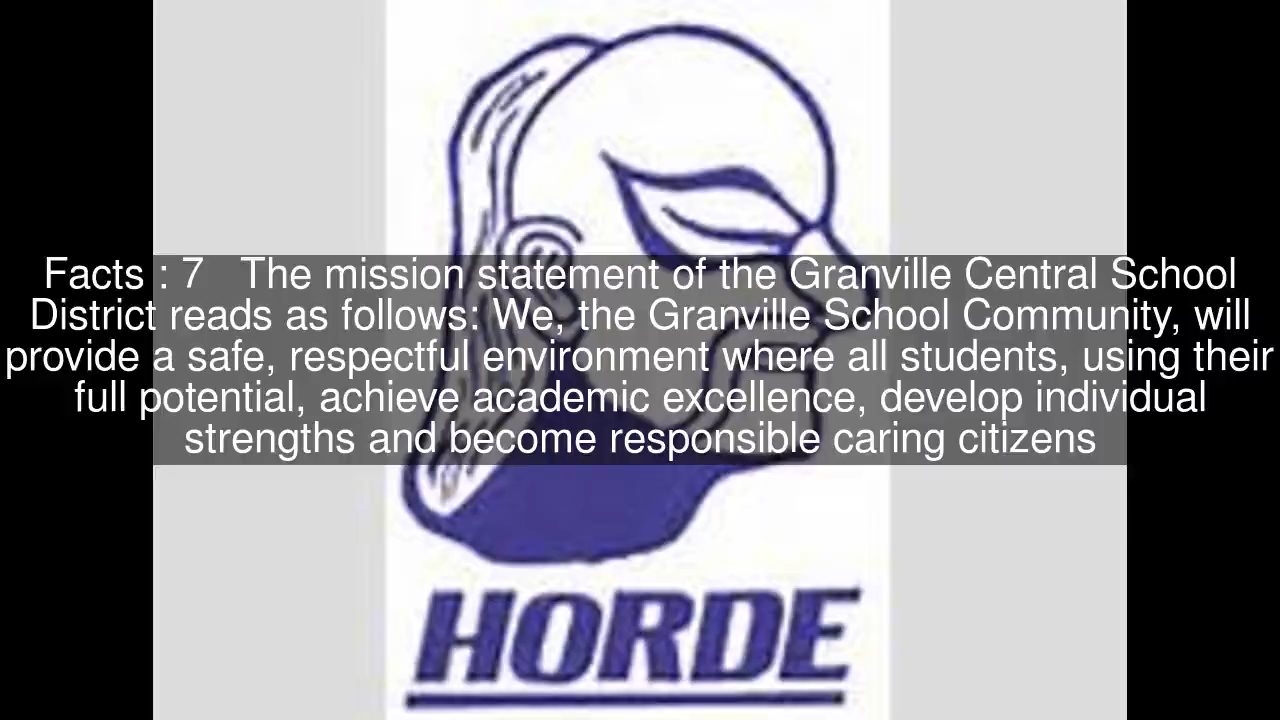 Facts : 7   The mission statement of the Granville Central School
District reads as follows: We, the Granville School Community, will
provide a safe, respectful environment where all students, using their
full potential, achieve academic excellence, develop individual
strengths and become responsible caring citizens
HORDE